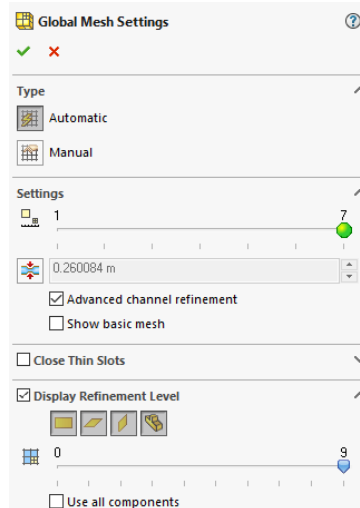 Global Mesh Settings
Type
Automatic
Manual
Settings
1 7
0.260084 m
Advanced channel refinement
Show basic mesh
Close Thin Slots
Display Refinement Level
0 9
Use all components